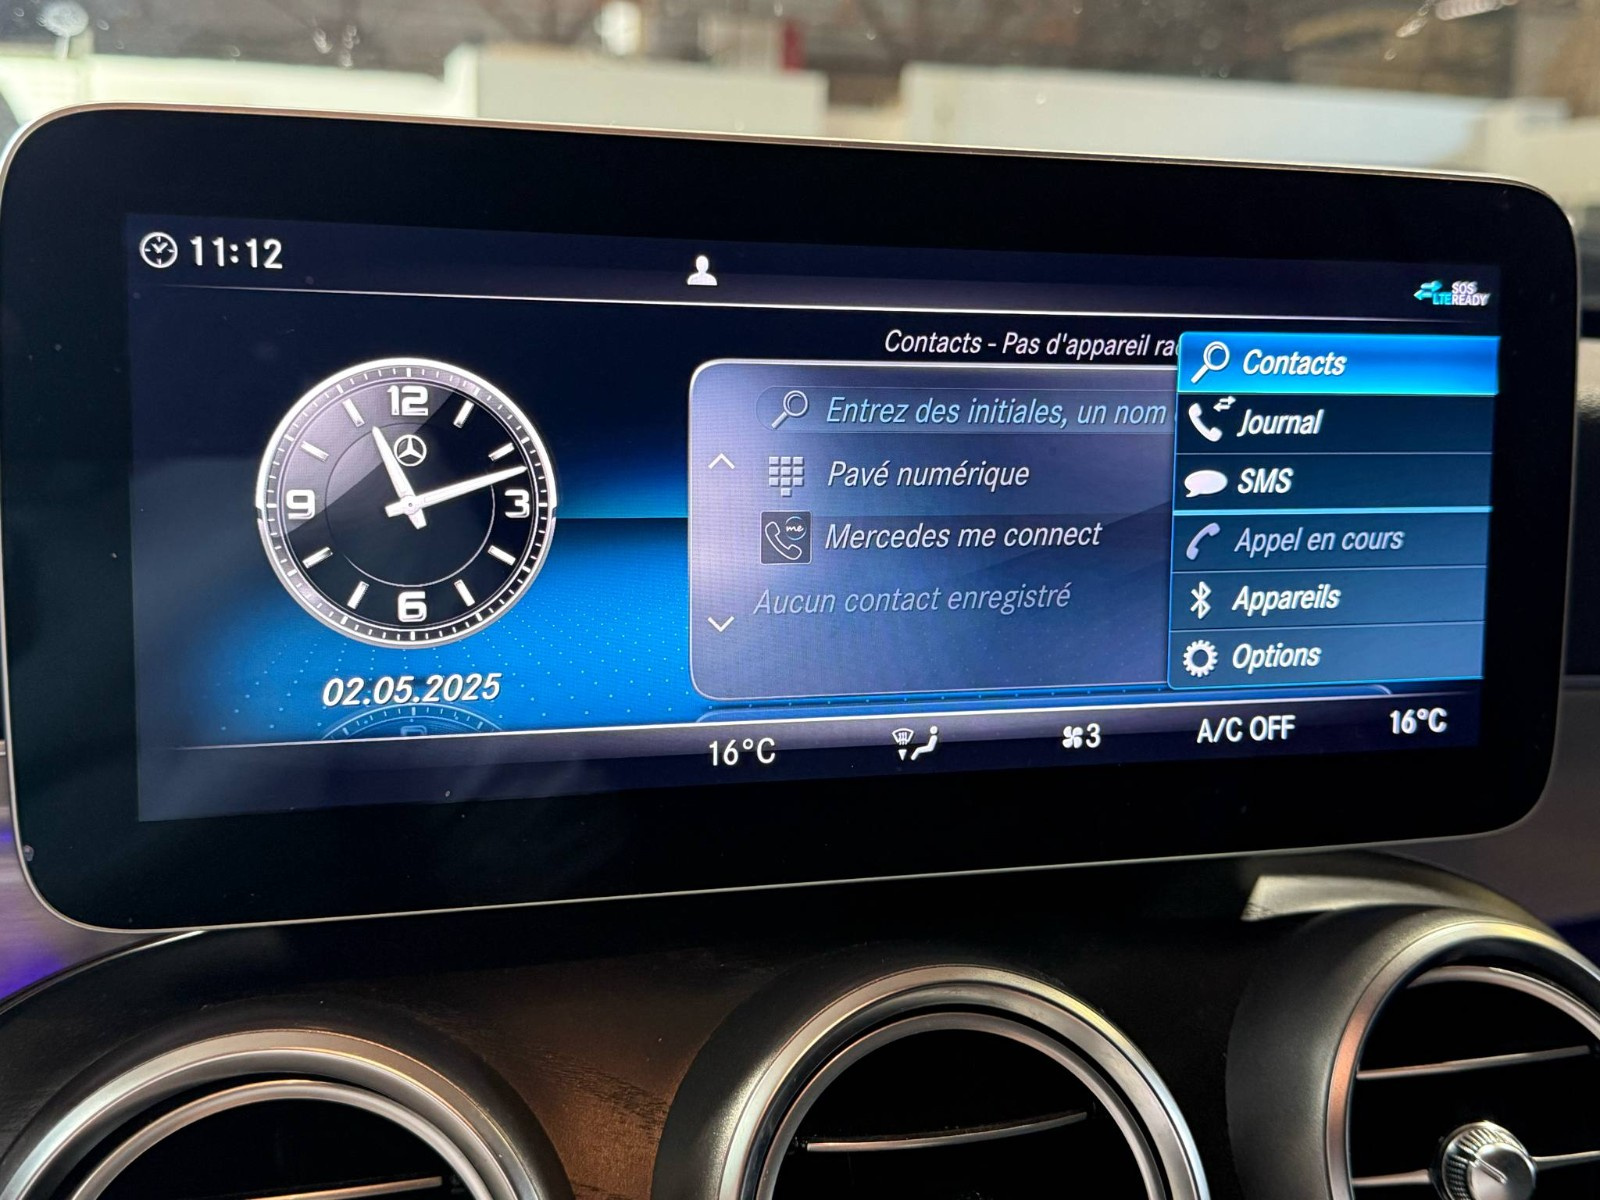 11:12
SOS
LTE READY
Contacts - Pas d'appareil
Contacts
Entrez des initiales, un nom
Journal
Pavé numérique
SMS
me
Mercedes me connect
Appel en cours
Aucun contact enregistré
Appareils
Options
12
9
3
6
02.05.2025
16°C
3
A/C OFF
16°C